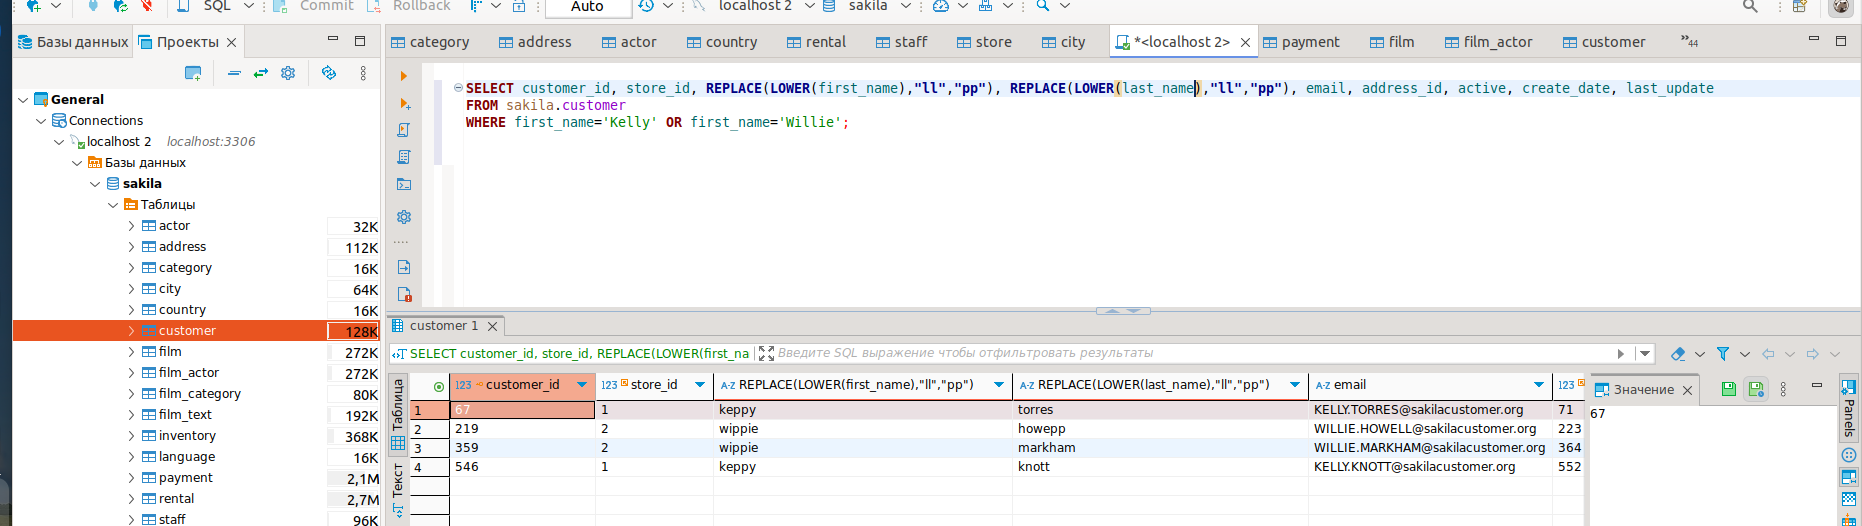 SQL Commit Rollback Auto localhost 2 sakila
Базы данных Проекты
category address actor country rental staff store city *<localhost 2> payment film film_actor customer »44
General
Connections
localhost 2 localhost:3306
Базы данных
sakila
Таблицы
actor 32K
address 112K
category 16K
city 64K
country 16K
customer 128K
film 272K
film_actor 272K
film_category 80K
film_text 192K
inventory 368K
language 16K
payment 2,1M
rental 2,7M
staff 96K
SELECT customer_id, store_id, REPLACE(LOWER(first_name),"ll","pp"), REPLACE(LOWER(last_name),"ll","pp"), email, address_id, active, create_date, last_update
FROM sakila.customer
WHERE first_name='Kelly' OR first_name='Willie';
customer 1
SELECT customer_id, store_id, REPLACE(LOWER(first_na Введите SQL выражение чтобы отфильтровать результаты
Таблица
Текст
123 customer_id 123 store_id A-Z REPLACE(LOWER(first_name),"ll","pp") A-Z REPLACE(LOWER(last_name),"ll","pp") A-Z email 123
1 67 1 keppy torres KELLY.TORRES@sakilacustomer.org 71
2 219 2 wippie howepp WILLIE.HOWELL@sakilacustomer.org 223
3 359 2 wippie markham WILLIE.MARKHAM@sakilacustomer.org 364
4 546 1 keppy knott KELLY.KNOTT@sakilacustomer.org 552
Значение
67
Panels